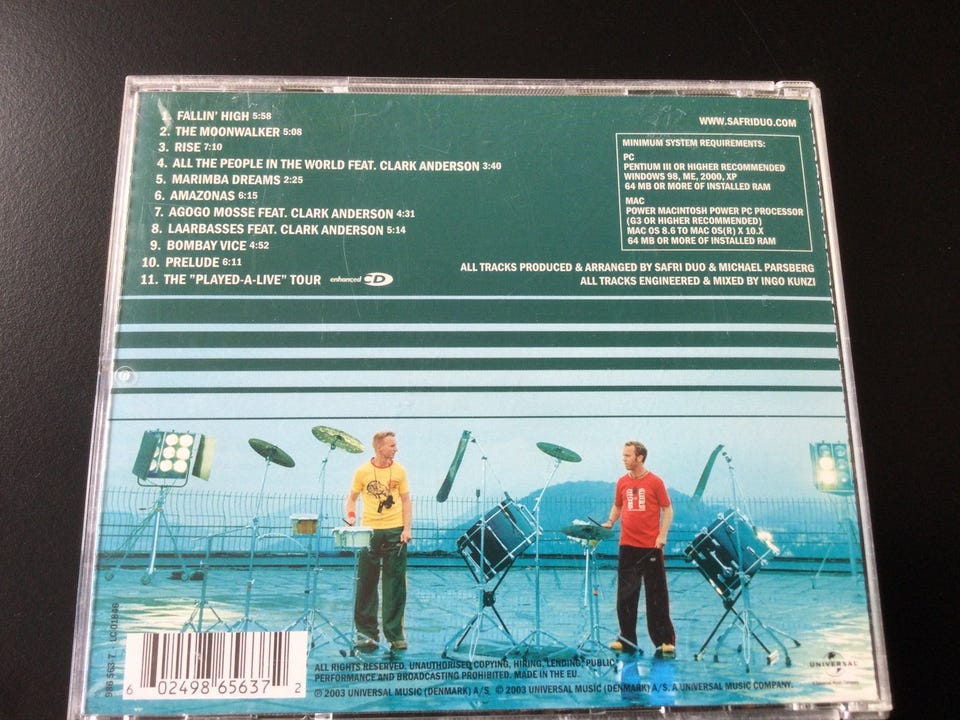 1. FALLIN' HIGH 5:58
2. THE MOONWALKER 5:08
3. RISE 7:10
4. ALL THE PEOPLE IN THE WORLD FEAT. CLARK ANDERSON 3:40
5. MARIMBA DREAMS 2:25
6. AMAZONAS 6:15
7. AGOGO MOSSE FEAT. CLARK ANDERSON 4:31
8. LAARBASSES FEAT. CLARK ANDERSON 5:14
9. BOMBAY VICE 4:52
10. PRELUDE 6:11
11. THE "PLAYED-A-LIVE" TOUR enhanced CD
WWW.SAFRIDUO.COM
MINIMUM SYSTEM REQUIREMENTS:
PC
PENTIUM III OR HIGHER RECOMMENDED
WINDOWS 98, ME, 2000, XP
64 MB OR MORE OF INSTALLED RAM
MAC
POWER MACINTOSH POWER PC PROCESSOR
(G3 OR HIGHER RECOMMENDED)
MAC OS 8.6 TO MAC OS(R) X 10.X
64 MB OR MORE OF INSTALLED RAM
ALL TRACKS PRODUCED & ARRANGED BY SAFRI DUO & MICHAEL PARSBERG
ALL TRACKS ENGINEERED & MIXED BY INGO KUNZI
986 563-7 LC 01846
6 02498 65637 2
ALL RIGHTS RESERVED. UNAUTHORISED COPYING, HIRING, LENDING, PUBLIC
PERFORMANCE AND BROADCASTING PROHIBITED. MADE IN THE EU.
℗ 2003 UNIVERSAL MUSIC (DENMARK) A/S. © 2003 UNIVERSAL MUSIC (DENMARK) A/S. A UNIVERSAL MUSIC COMPANY.
UNIVERSAL
A Universal Music Company